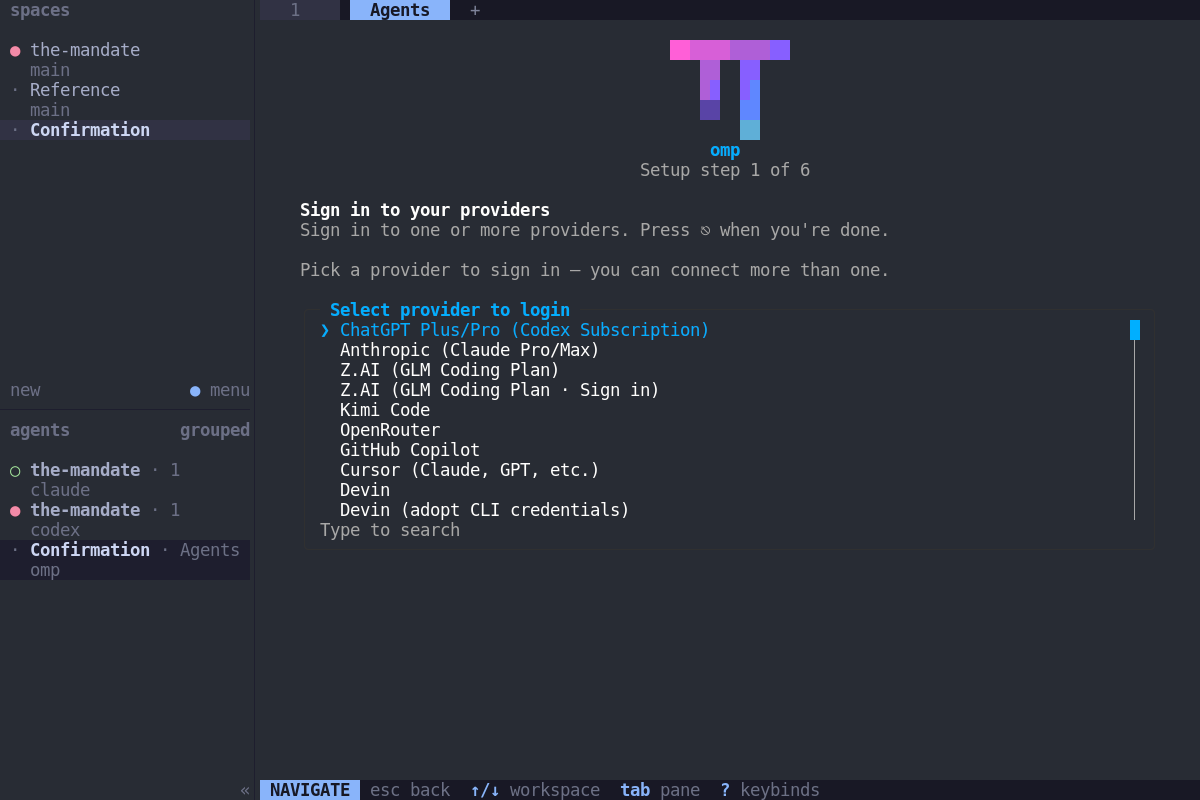 spaces
● the-mandate
main
· Reference
main
· Confirmation
new ● menu
agents grouped
○ the-mandate · 1
claude
● the-mandate · 1
codex
· Confirmation · Agents
omp
«
1 Agents +
omp
Setup step 1 of 6
Sign in to your providers
Sign in to one or more providers. Press ⎋ when you're done.
Pick a provider to sign in — you can connect more than one.
Select provider to login
❯ ChatGPT Plus/Pro (Codex Subscription)
Anthropic (Claude Pro/Max)
Z.AI (GLM Coding Plan)
Z.AI (GLM Coding Plan · Sign in)
Kimi Code
OpenRouter
GitHub Copilot
Cursor (Claude, GPT, etc.)
Devin
Devin (adopt CLI credentials)
Type to search
NAVIGATE esc back ↑/↓ workspace tab pane ? keybinds